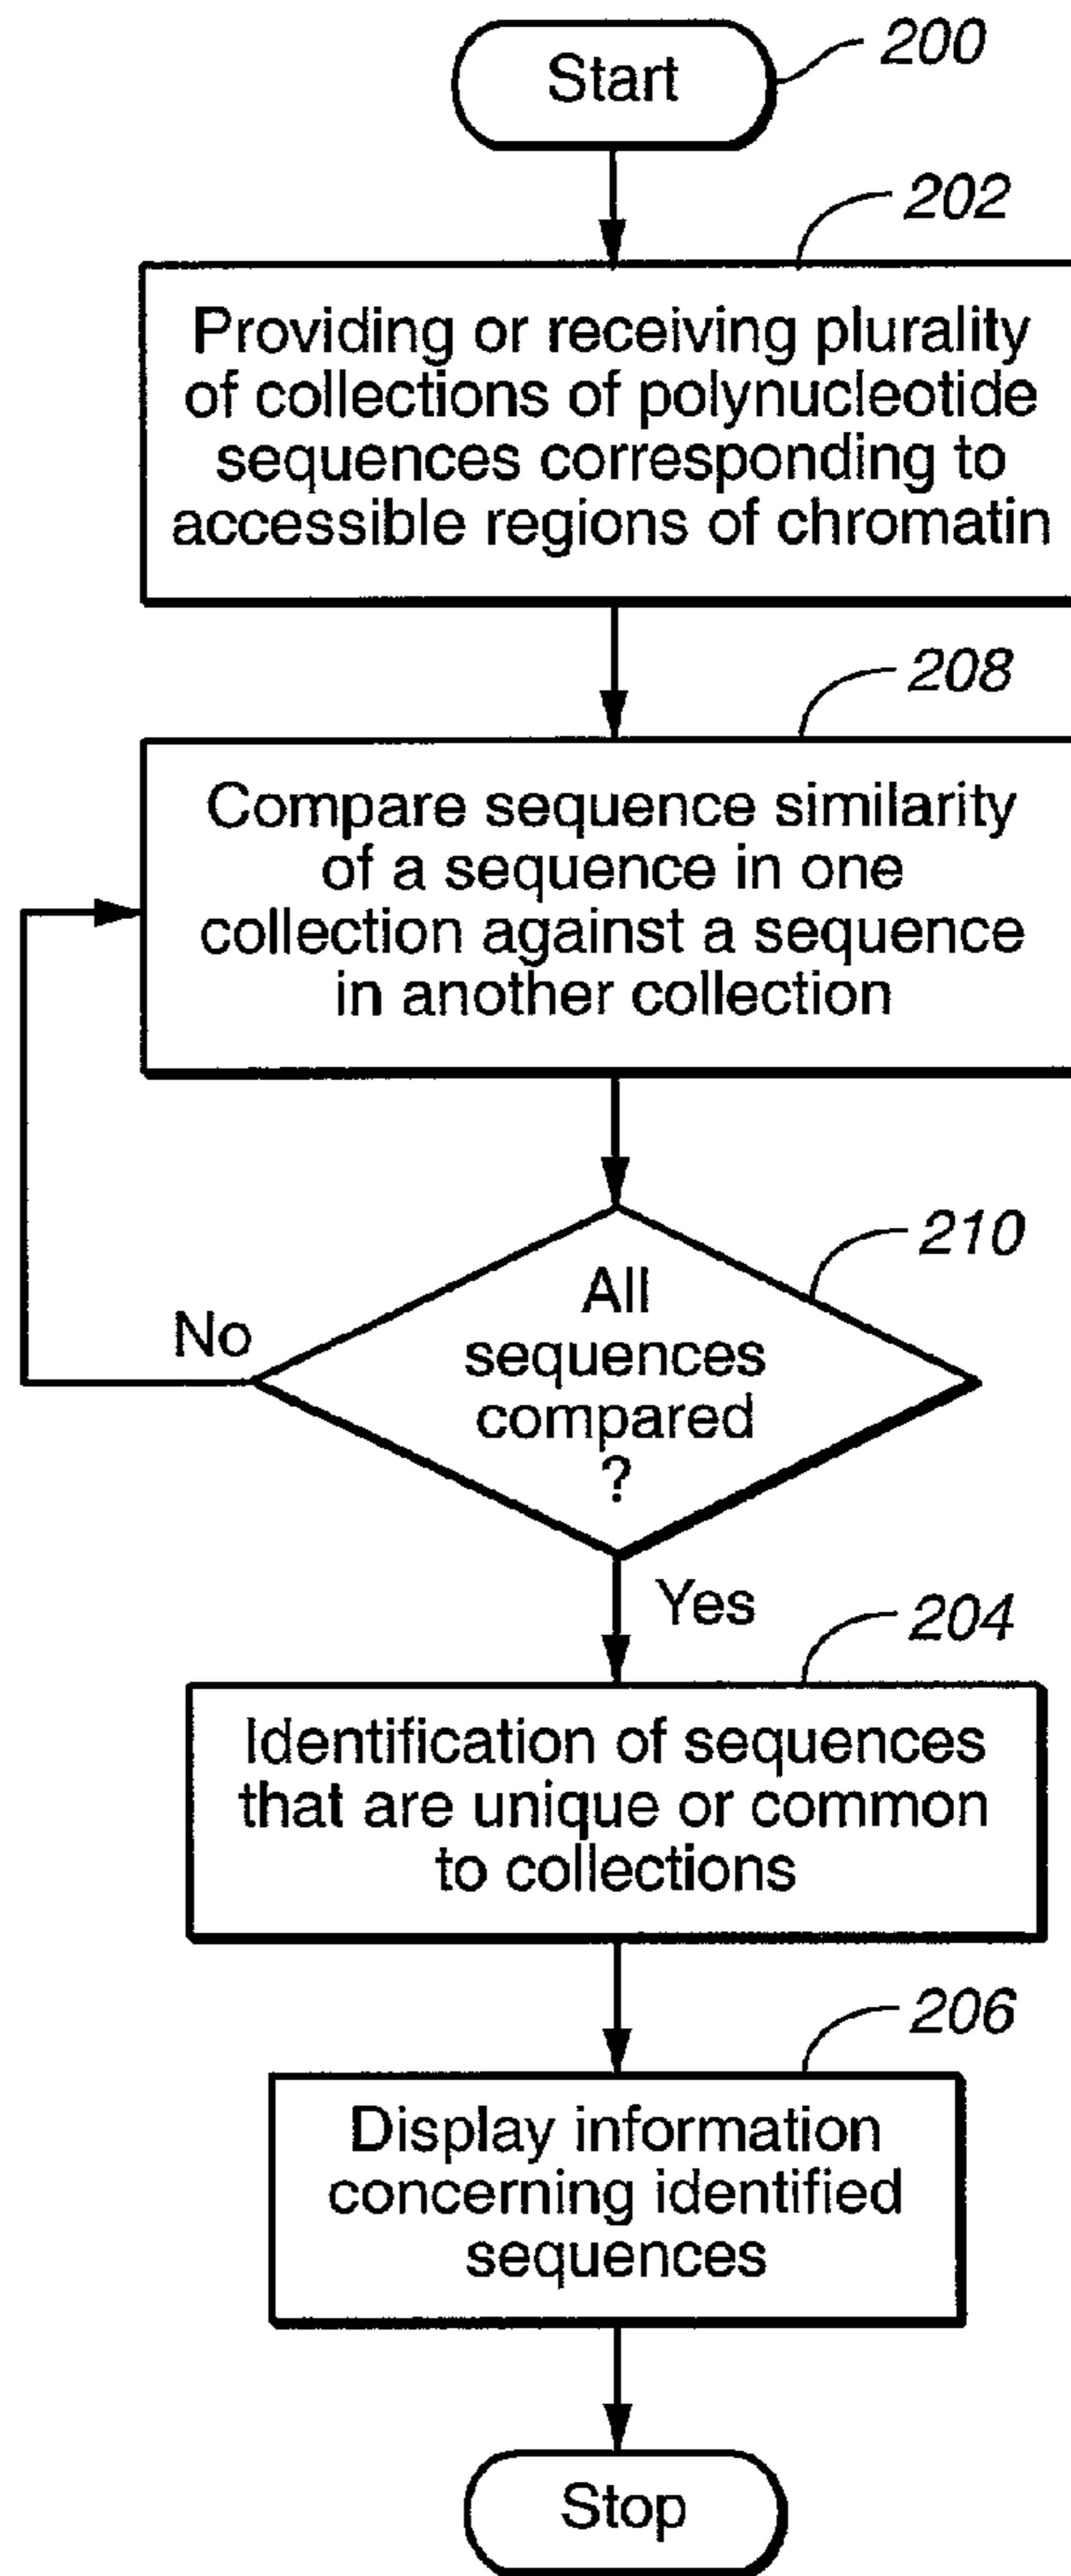 Start
200
202
Providing or receiving plurality
of collections of polynucleotide
sequences corresponding to
accessible regions of chromatin
208
Compare sequence similarity
of a sequence in one
collection against a sequence
in another collection
210
All
sequences
compared
?
No
Yes
204
Identification of sequences
that are unique or common
to collections
206
Display information
concerning identified
sequences
Stop